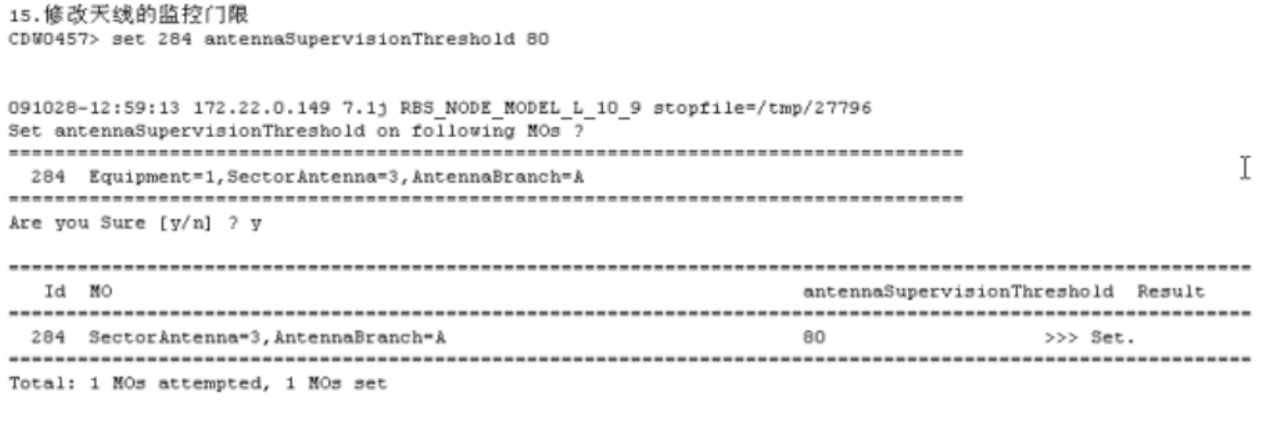 15.修改天线的监控门限
CDW0457> set 284 antennaSupervisionThreshold 80
091028-12:59:13 172.22.0.149 7.1j RBS_NODE_MODEL_L_10_9 stopfile=/tmp/27796
Set antennaSupervisionThreshold on following MOs ?
=================================================================================
284 Equipment=1,SectorAntenna=3,AntennaBranch=A
=================================================================================
Are you Sure [y/n] ? y
==========================================================================================================
Id MO antennaSupervisionThreshold Result
==========================================================================================================
284 SectorAntenna=3,AntennaBranch=A 80 >>> Set.
==========================================================================================================
Total: 1 MOs attempted, 1 MOs set